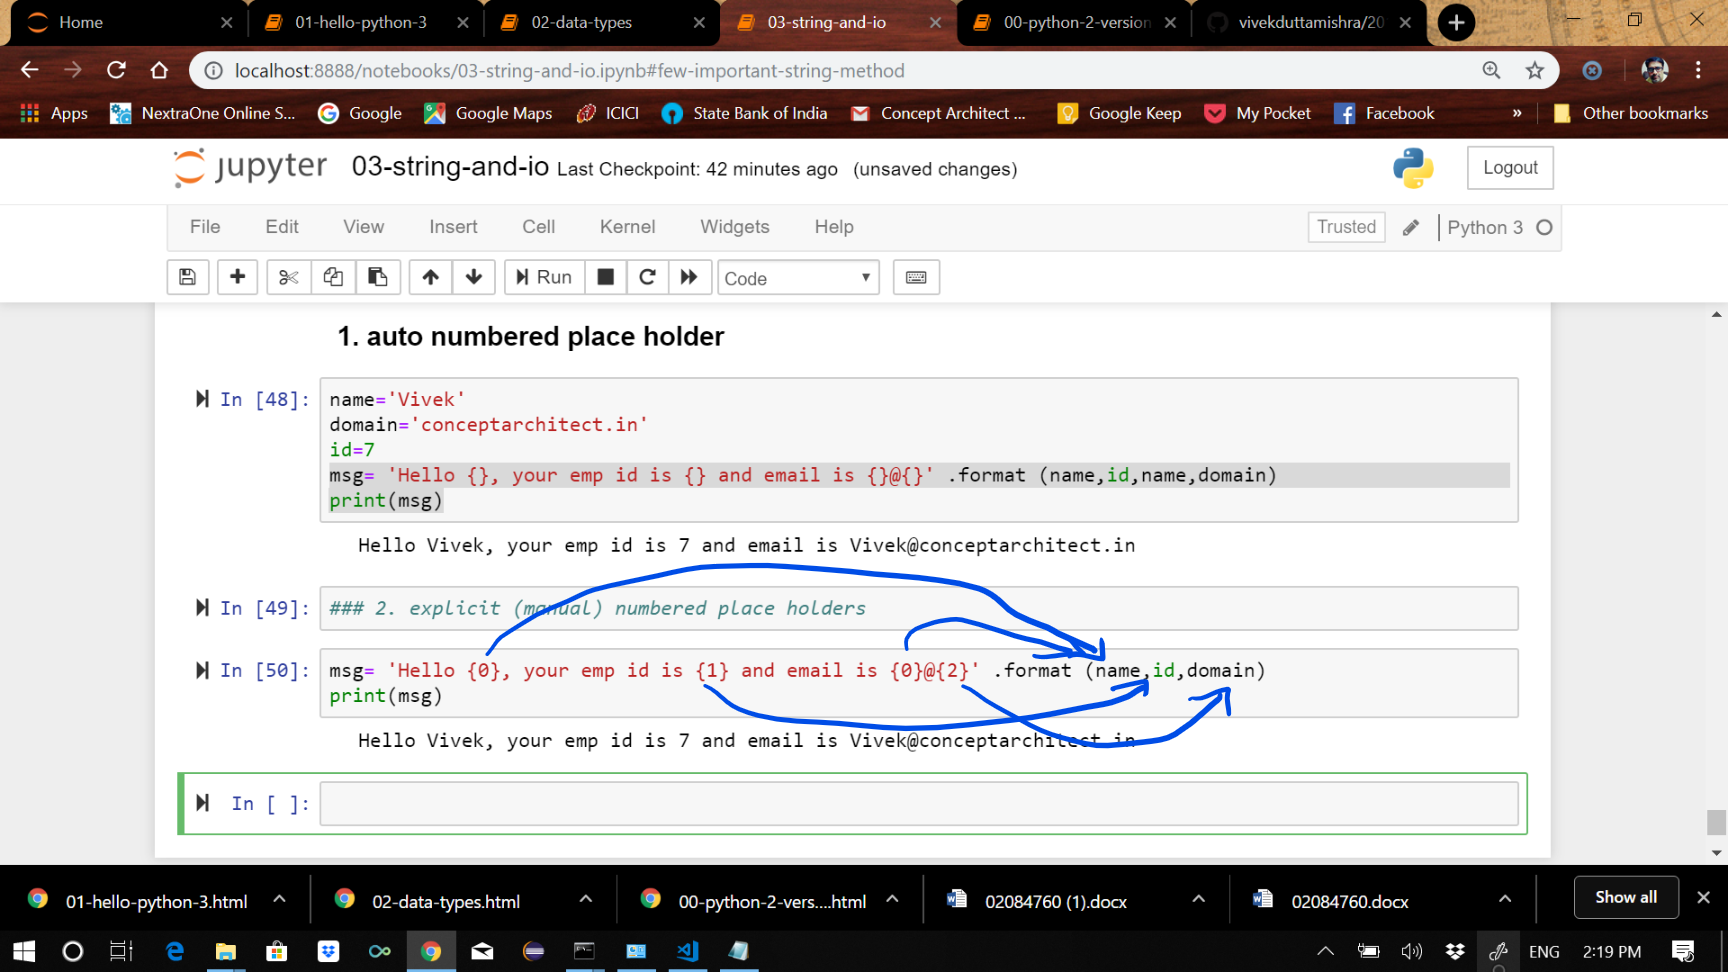 Home
01-hello-python-3
02-data-types
03-string-and-io
00-python-2-version
vivekduttamishra/20
localhost:8888/notebooks/03-string-and-io.ipynb#few-important-string-method
Apps
NextraOne Online S...
Google
Google Maps
ICICI
State Bank of India
Concept Architect ...
Google Keep
My Pocket
Facebook
»
Other bookmarks
jupyter
03-string-and-io Last Checkpoint: 42 minutes ago (unsaved changes)
Logout
File Edit View Insert Cell Kernel Widgets Help
Trusted
Python 3
Run
Code
1. auto numbered place holder
In [48]:
name='Vivek'
domain='conceptarchitect.in'
id=7
msg= 'Hello {}, your emp id is {} and email is {}@{}' .format (name,id,name,domain)
print(msg)
Hello Vivek, your emp id is 7 and email is Vivek@conceptarchitect.in
In [49]: ### 2. explicit (manual) numbered place holders
In [50]: msg= 'Hello {0}, your emp id is {1} and email is {0}@{2}' .format (name,id,domain)
print(msg)
Hello Vivek, your emp id is 7 and email is Vivek@conceptarchitect.in
In [ ]:
01-hello-python-3.html
02-data-types.html
00-python-2-vers....html
02084760 (1).docx
02084760.docx
Show all
ENG
2:19 PM